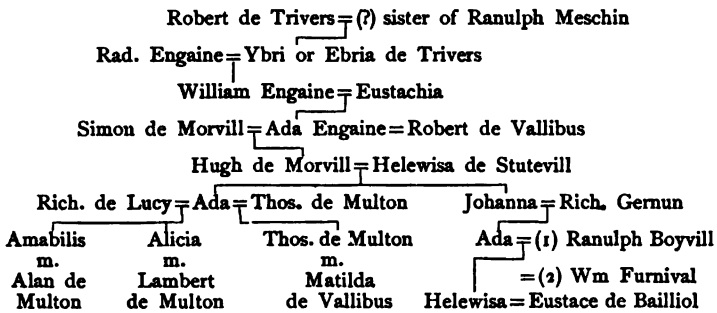 Robert de Trivers=(?) sister of Ranulph Meschin
Rad. Engaine=Ybri or Ebria de Trivers
William Engaine=Eustachia
Simon de Morvill=Ada Engaine=Robert de Vallibus
Hugh de Morvill=Helewisa de Stutevill
Rich. de Lucy=Ada=Thos. de Multon Johanna=Rich. Gernun
Amabilis Alicia Thos. de Multon Ada=(1) Ranulph Boyvill
m. m. m.
Alan de Lambert Matilda =(2) Wm Furnival
Multon de Multon de Vallibus Helewisa=Eustace de Bailliol